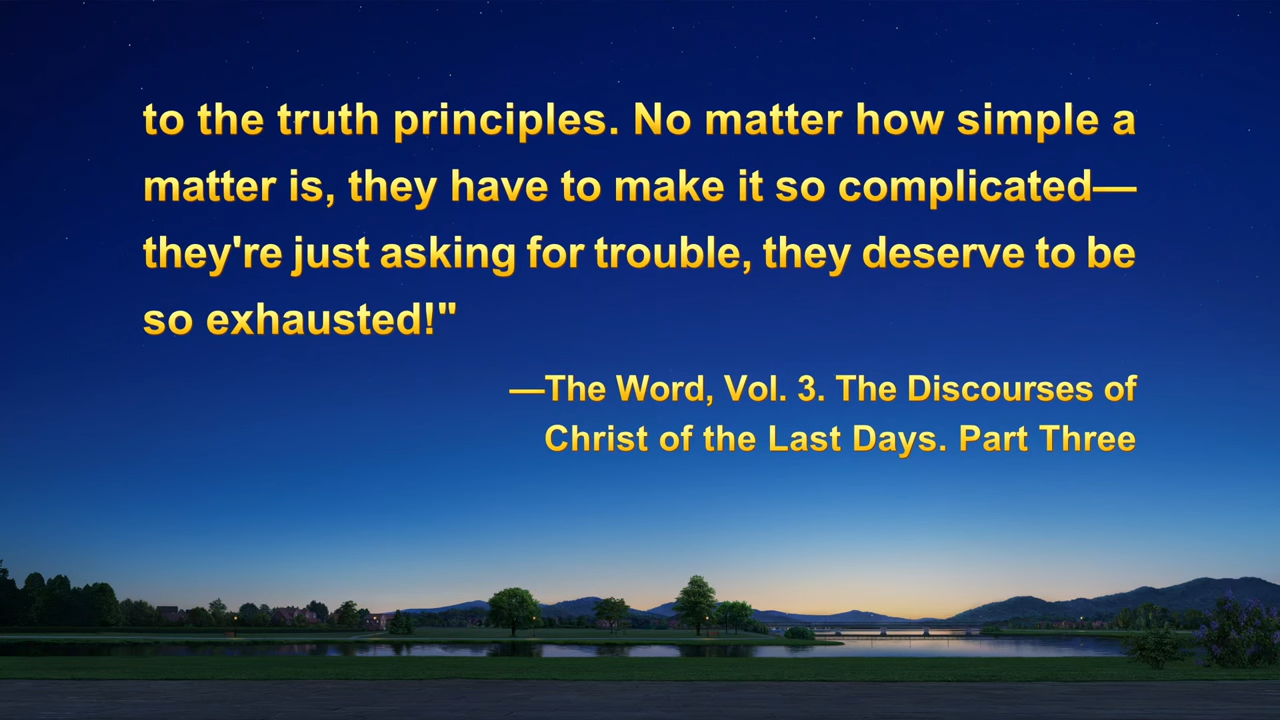 to the truth principles. No matter how simple a
matter is, they have to make it so complicated—
they're just asking for trouble, they deserve to be
so exhausted!"
—The Word, Vol. 3. The Discourses of
Christ of the Last Days. Part Three